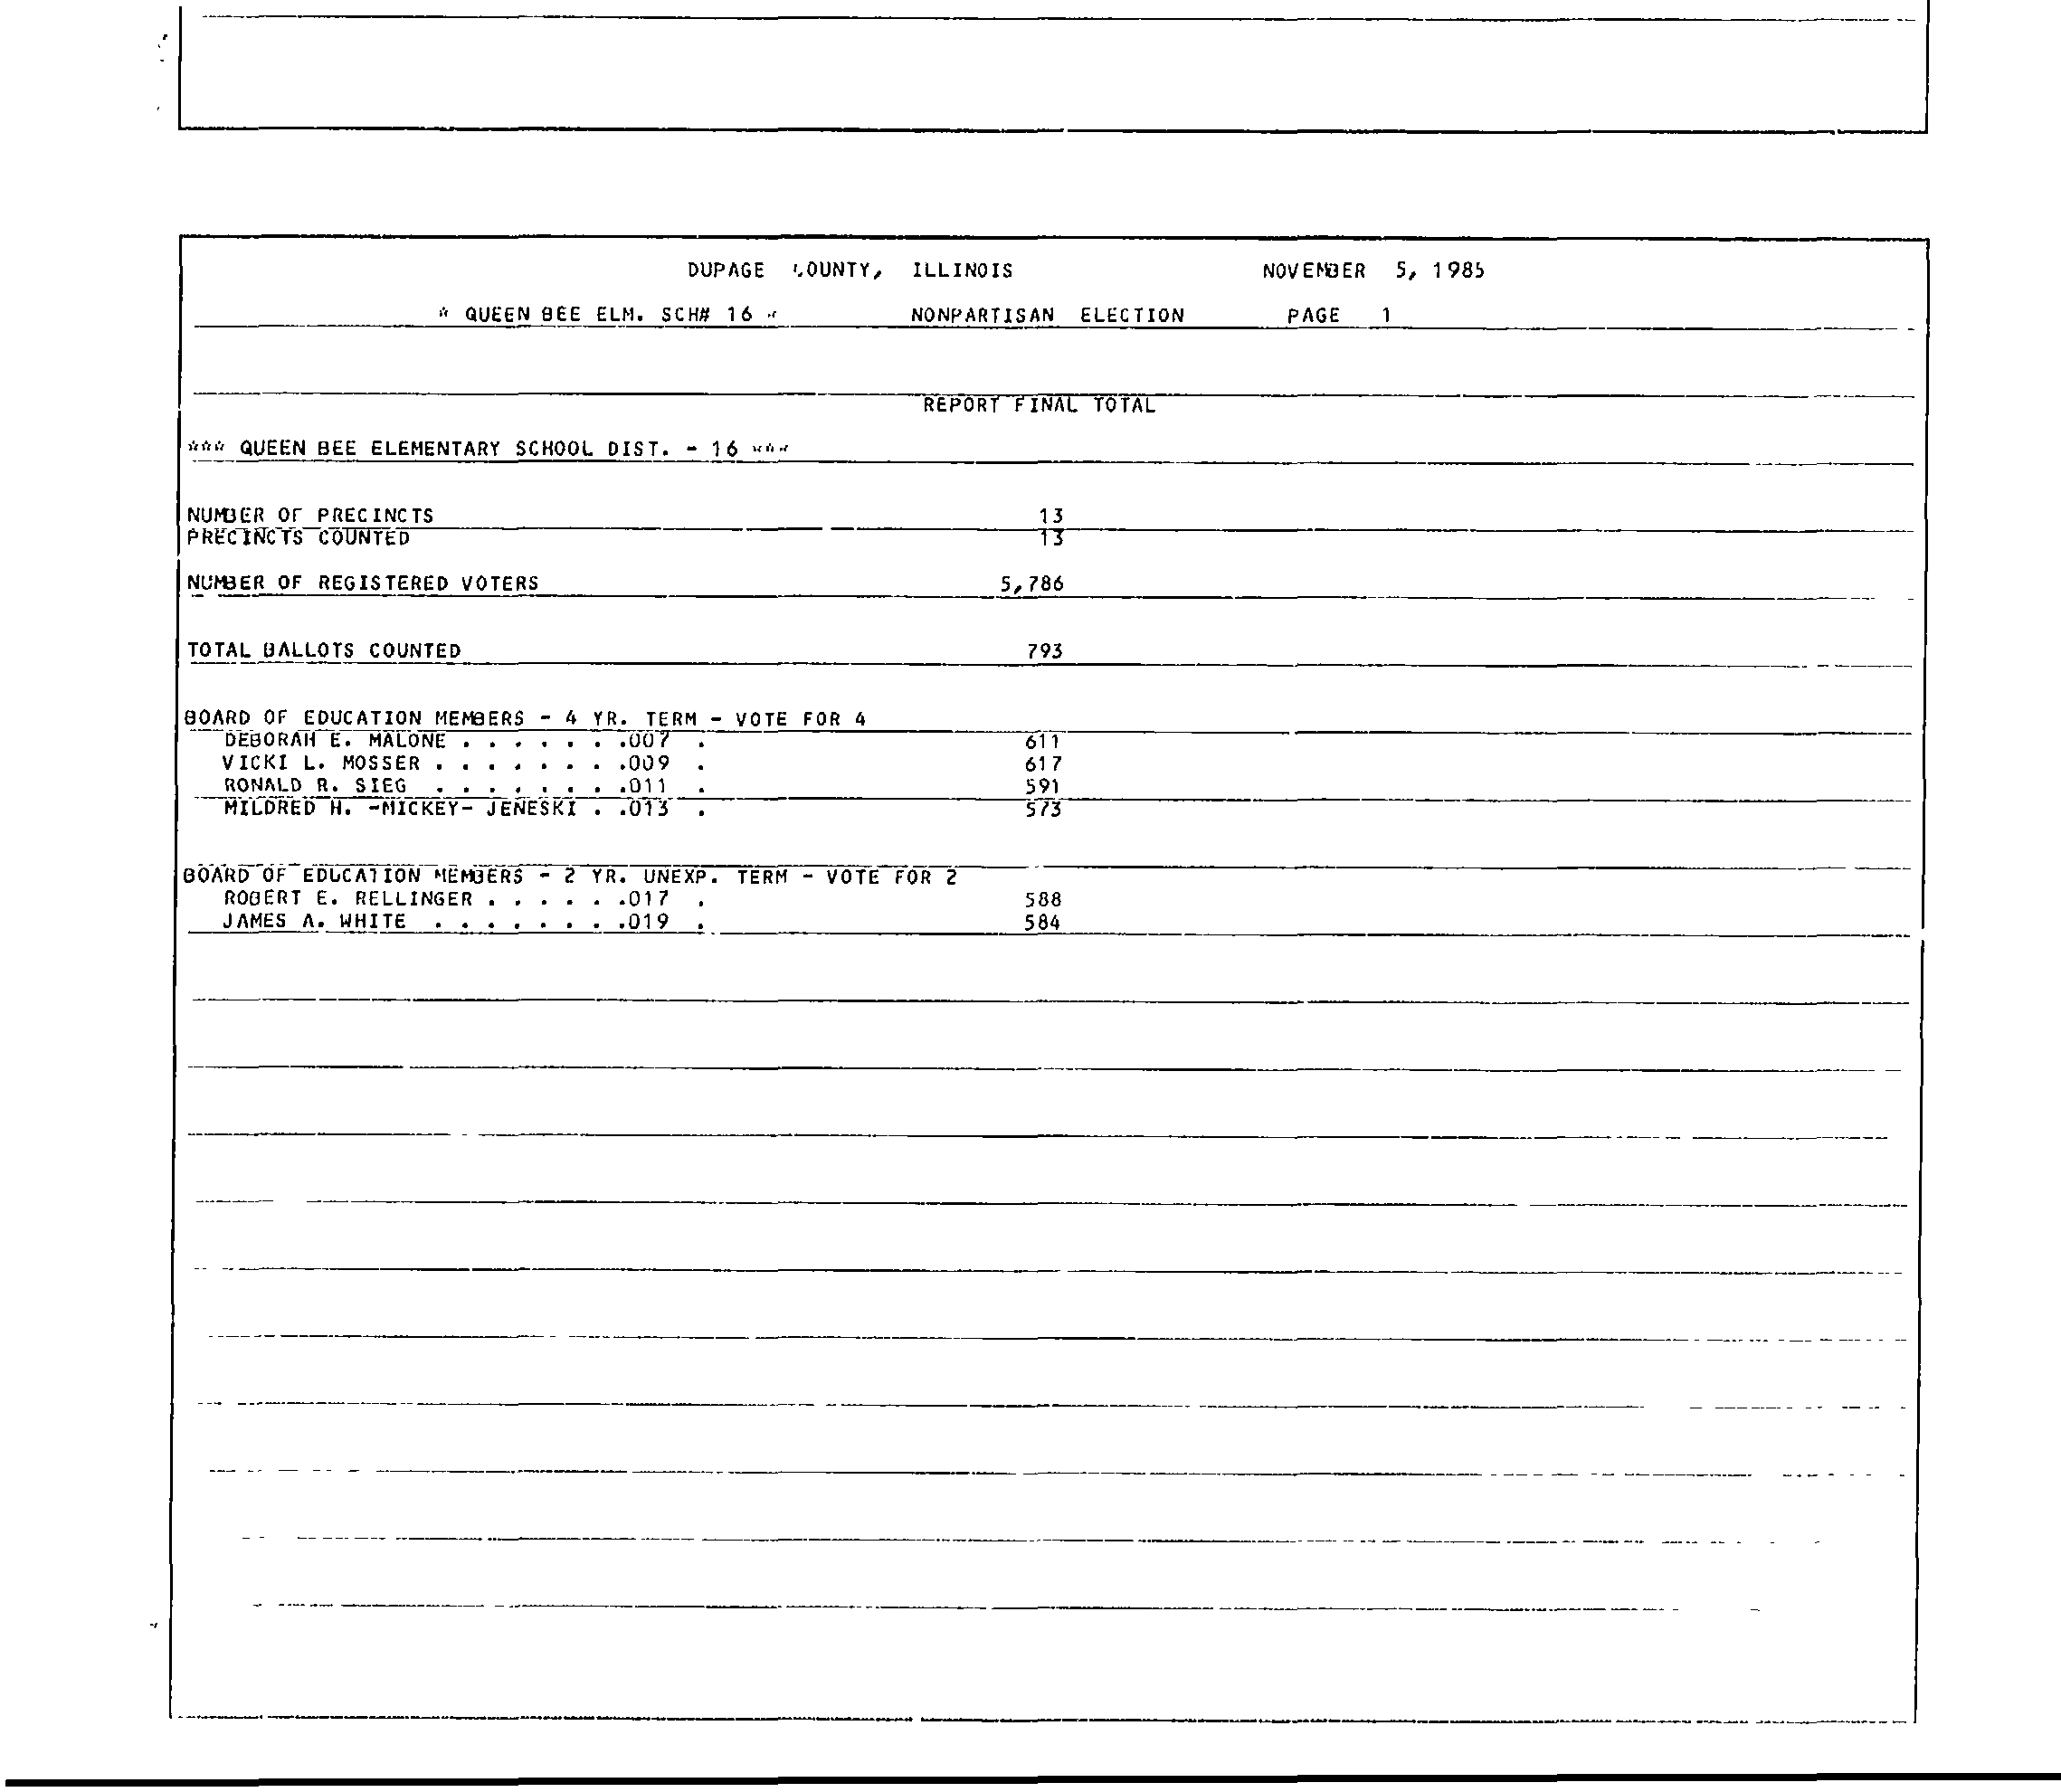 DUPAGE COUNTY, ILLINOIS NOVEMBER 5, 1985
* QUEEN BEE ELM. SCH# 16 * NONPARTISAN ELECTION PAGE 1
REPORT FINAL TOTAL
*** QUEEN BEE ELEMENTARY SCHOOL DIST. - 16 ***
NUMBER OF PRECINCTS 13
PRECINCTS COUNTED 13
NUMBER OF REGISTERED VOTERS 5,786
TOTAL BALLOTS COUNTED 793
BOARD OF EDUCATION MEMBERS - 4 YR. TERM - VOTE FOR 4
DEBORAH E. MALONE . . . . . . .007 . 611
VICKI L. MOSSER . . . . . . . .009 . 617
RONALD R. SIEG . . . . . . . .011 . 591
MILDRED H. -MICKEY- JENESKI . .013 . 573
BOARD OF EDUCATION MEMBERS - 2 YR. UNEXP. TERM - VOTE FOR 2
ROBERT E. RELLINGER . . . . . .017 . 588
JAMES A. WHITE . . . . . . . .019 . 584